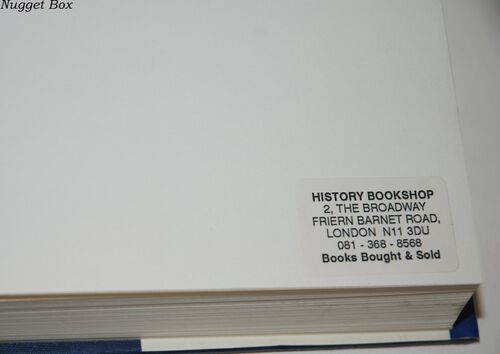 Nugget Box
HISTORY BOOKSHOP
2, THE BROADWAY
FRIERN BARNET ROAD,
LONDON N11 3DU
081 - 368 - 8568
Books Bought & Sold